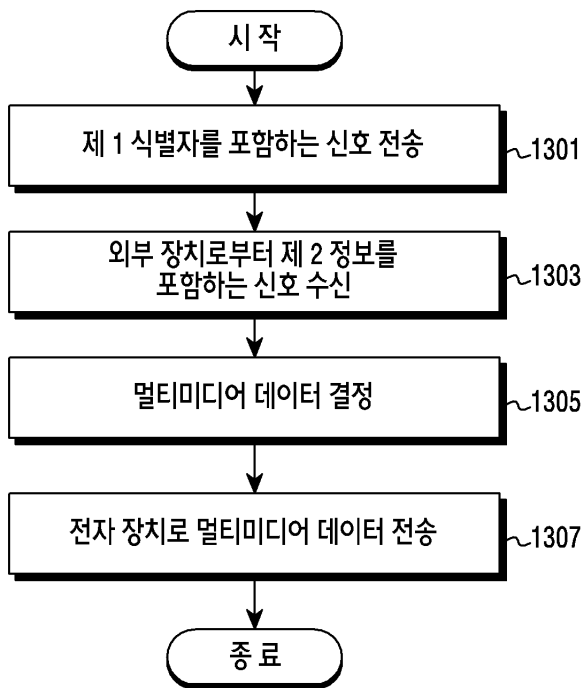 시 작
제 1 식별자를 포함하는 신호 전송
1301
외부 장치로부터 제 2 정보를
포함하는 신호 수신
1303
멀티미디어 데이터 결정
1305
전자 장치로 멀티미디어 데이터 전송
1307
종 료